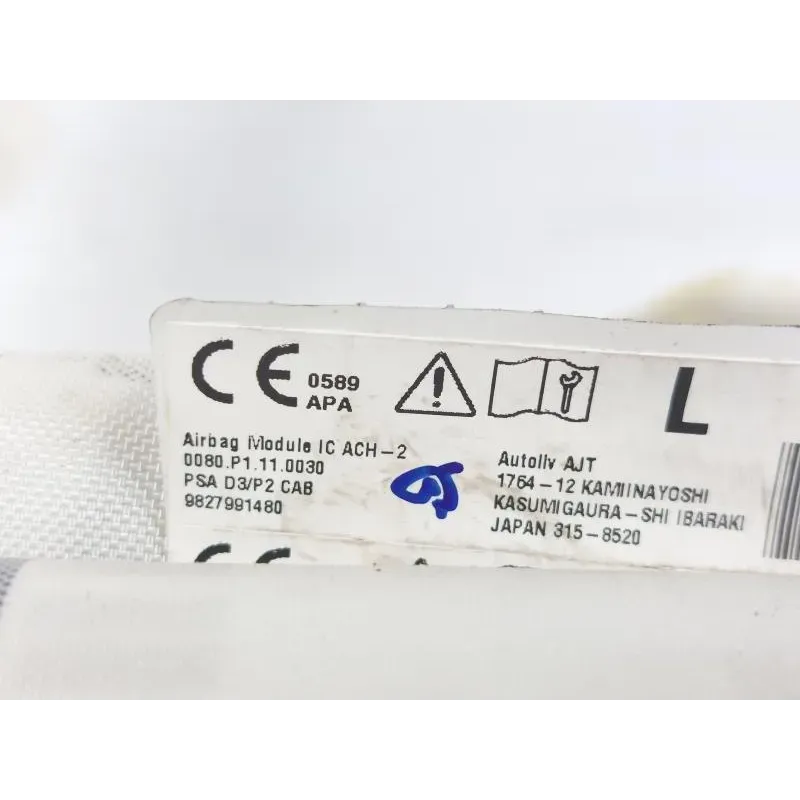 CE 0589
APA
L
Airbag Module IC ACH-2
0080.P1.11.0030
PSA D3/P2 CAB
9827991480
Autoliv AJT
1764-12 KAMIINAYOSHI
KASUMIGAURA-SHI IBARAKI
JAPAN 315-8520
CE